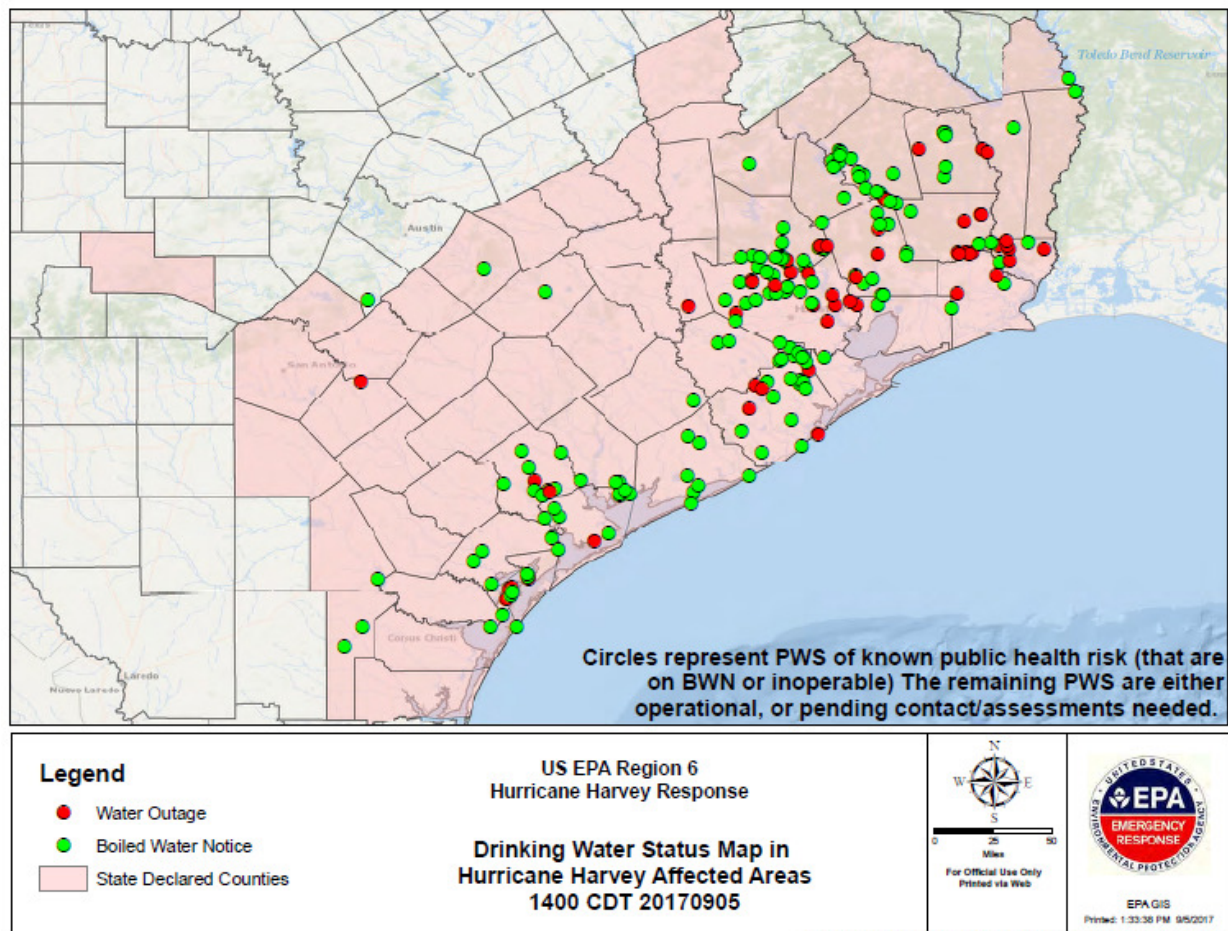 Toledo Bend Reservoir
Austin
San Antonio
Corpus Christi
Laredo
Nuevo Laredo
Circles represent PWS of known public health risk (that are
on BWN or inoperable) The remaining PWS are either
operational, or pending contact/assessments needed.
Legend
Water Outage
Boiled Water Notice
State Declared Counties
US EPA Region 6
Hurricane Harvey Response
Drinking Water Status Map in
Hurricane Harvey Affected Areas
1400 CDT 20170905
N
W
E
S
0 25 50
Miles
For Official Use Only
Printed via Web
UNITED STATES
ENVIRONMENTAL PROTECTION AGENCY
EPA
EMERGENCY
RESPONSE
EPA GIS
Printed: 1:33:38 PM 9/5/2017